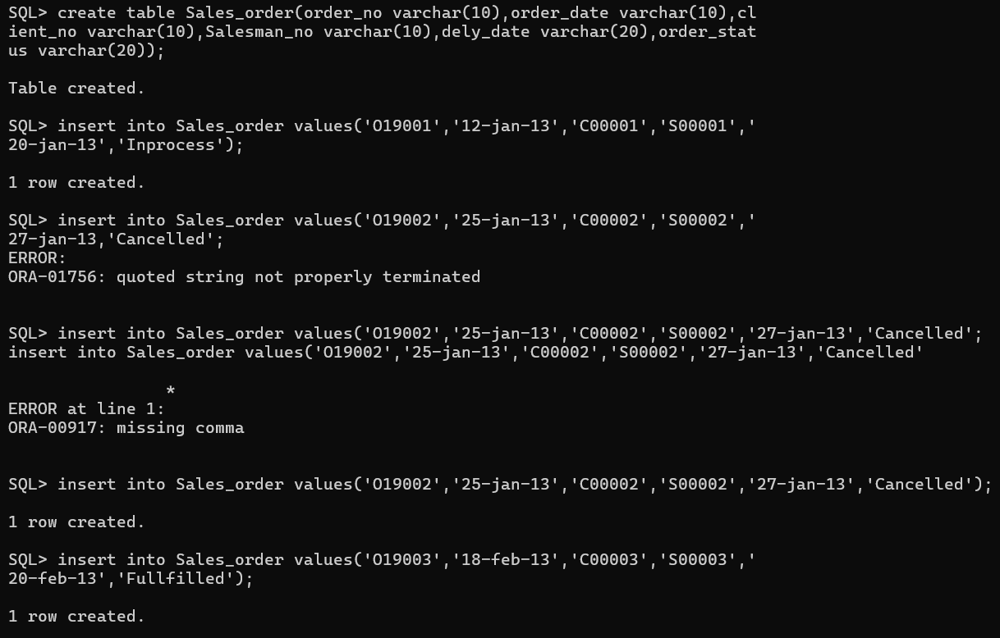 SQL> create table Sales_order(order_no varchar(10),order_date varchar(10),cl
ient_no varchar(10),Salesman_no varchar(10),dely_date varchar(20),order_stat
us varchar(20));
Table created.
SQL> insert into Sales_order values('O19001','12-jan-13','C00001','S00001','
20-jan-13','Inprocess');
1 row created.
SQL> insert into Sales_order values('O19002','25-jan-13','C00002','S00002','
27-jan-13,'Cancelled';
ERROR:
ORA-01756: quoted string not properly terminated
SQL> insert into Sales_order values('O19002','25-jan-13','C00002','S00002','27-jan-13','Cancelled';
insert into Sales_order values('O19002','25-jan-13','C00002','S00002','27-jan-13','Cancelled'
*
ERROR at line 1:
ORA-00917: missing comma
SQL> insert into Sales_order values('O19002','25-jan-13','C00002','S00002','27-jan-13','Cancelled');
1 row created.
SQL> insert into Sales_order values('O19003','18-feb-13','C00003','S00003','
20-feb-13','Fullfilled');
1 row created.